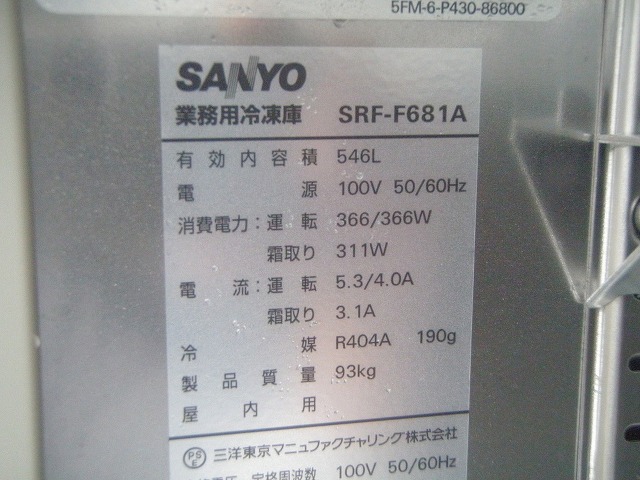 5FM-6-P430-86800
SANYO
業務用冷凍庫 SRF-F681A
有効内容積 546L
電源 100V 50/60Hz
消費電力:運転 366/366W
霜取り 311W
電流:運転 5.3/4.0A
霜取り 3.1A
冷媒 R404A 190g
製品質量 93kg
屋内用
PSE 三洋東京マニュファクチャリング株式会社
定格周波数 100V 50/60Hz